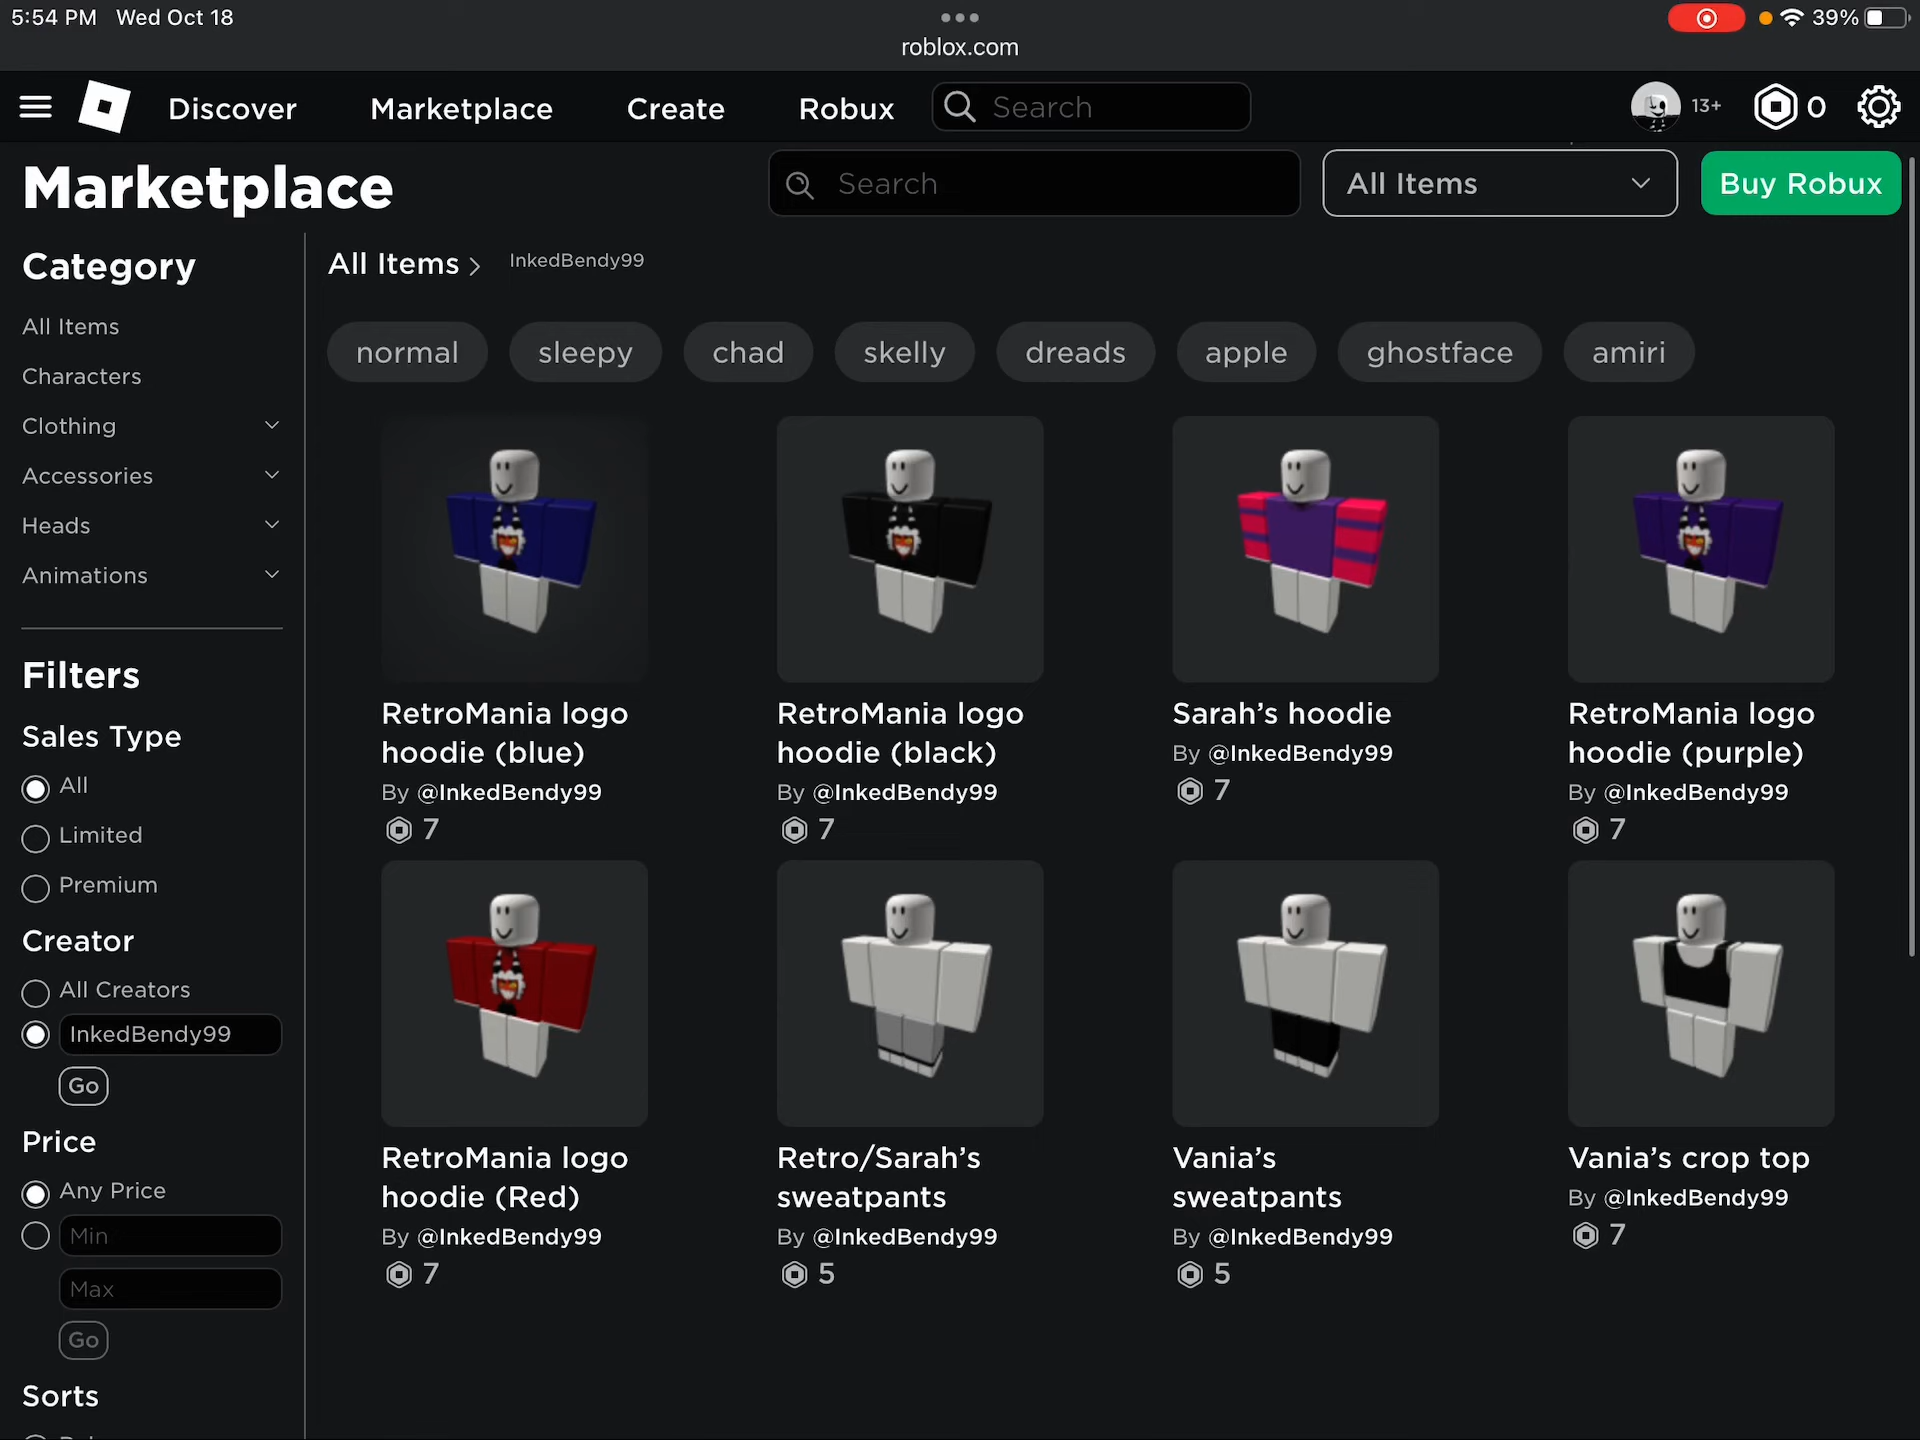 5:54 PM Wed Oct 18
39%
roblox.com
Discover Marketplace Create Robux Search 13+ 0
Marketplace
Search
All Items
Buy Robux
Category
All Items
Characters
Clothing
Accessories
Heads
Animations
Filters
Sales Type
All
Limited
Premium
Creator
All Creators
InkedBendy99
Go
Price
Any Price
Min
Max
Go
Sorts
All Items > InkedBendy99
normal sleepy chad skelly dreads apple ghostface amiri
RetroMania logo
hoodie (blue)
By @InkedBendy99
7
RetroMania logo
hoodie (black)
By @InkedBendy99
7
Sarah’s hoodie
By @InkedBendy99
7
RetroMania logo
hoodie (purple)
By @InkedBendy99
7
RetroMania logo
hoodie (Red)
By @InkedBendy99
7
Retro/Sarah’s
sweatpants
By @InkedBendy99
5
Vania’s
sweatpants
By @InkedBendy99
5
Vania’s crop top
By @InkedBendy99
7